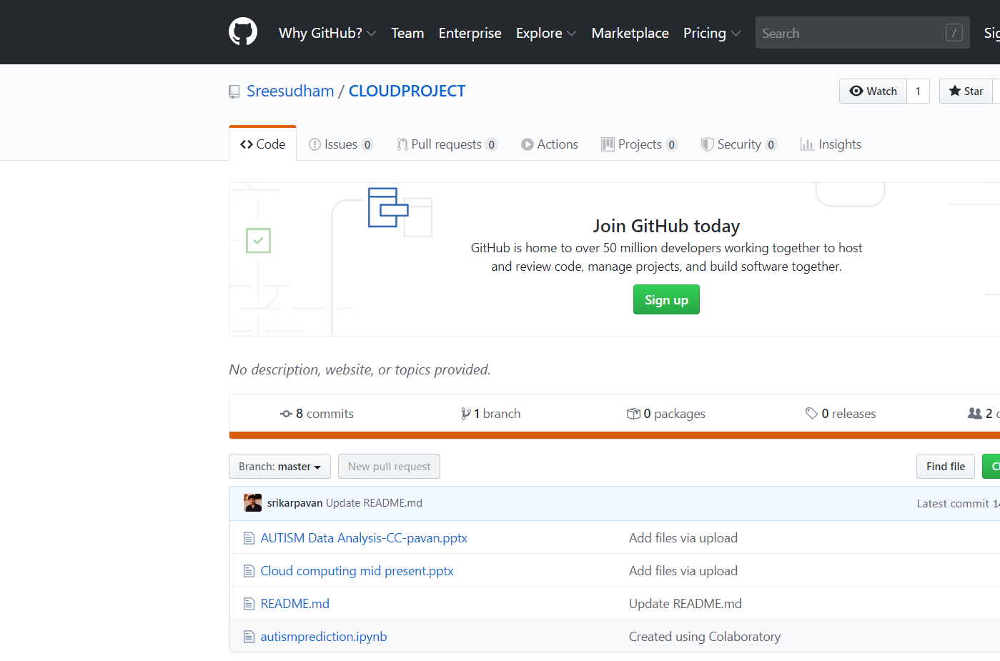 Why GitHub? Team Enterprise Explore Marketplace Pricing Search /
Sreesudham / CLOUDPROJECT Watch 1 Star
Code Issues 0 Pull requests 0 Actions Projects 0 Security 0 Insights
Join GitHub today
GitHub is home to over 50 million developers working together to host
and review code, manage projects, and build software together.
Sign up
No description, website, or topics provided.
8 commits 1 branch 0 packages 0 releases 2
Branch: master New pull request Find file
srikarpavan Update README.md Latest commit
AUTISM Data Analysis-CC-pavan.pptx Add files via upload
Cloud computing mid present.pptx Add files via upload
README.md Update README.md
autismprediction.ipynb Created using Colaboratory